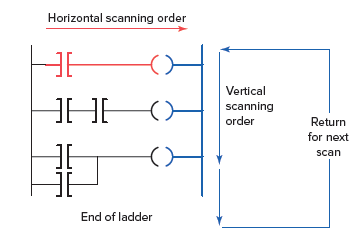 Horizontal scanning order
Vertical
scanning
order
Return
for next
scan
End of ladder